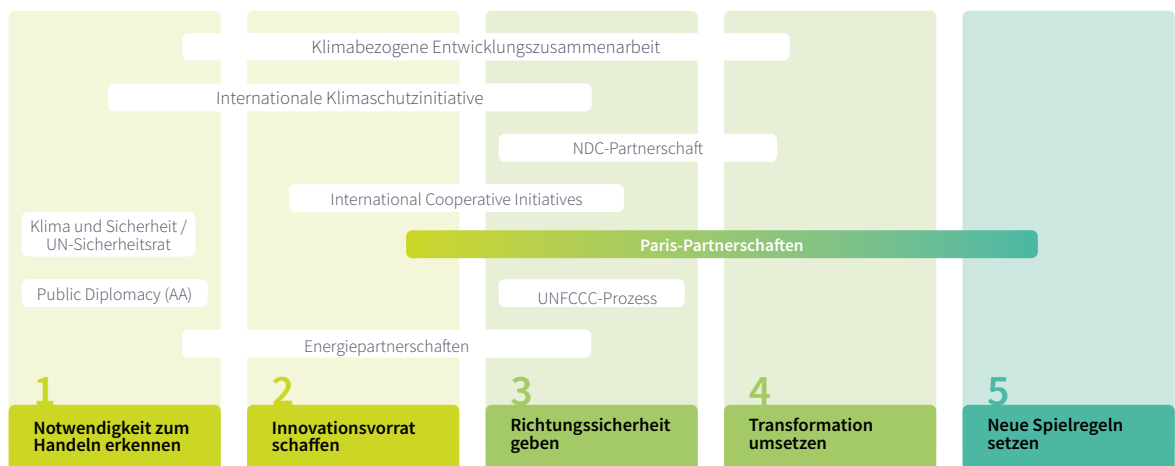 Klimabezogene Entwicklungszusammenarbeit
Internationale Klimaschutzinitiative
NDC-Partnerschaft
International Cooperative Initiatives
Klima und Sicherheit /
UN-Sicherheitsrat
Paris-Partnerschaften
Public Diplomacy (AA)
UNFCCC-Prozess
Energiepartnerschaften
1
Notwendigkeit zum
Handeln erkennen
2
Innovationsvorrat
schaffen
3
Richtungssicherheit
geben
4
Transformation
umsetzen
5
Neue Spielregeln
setzen